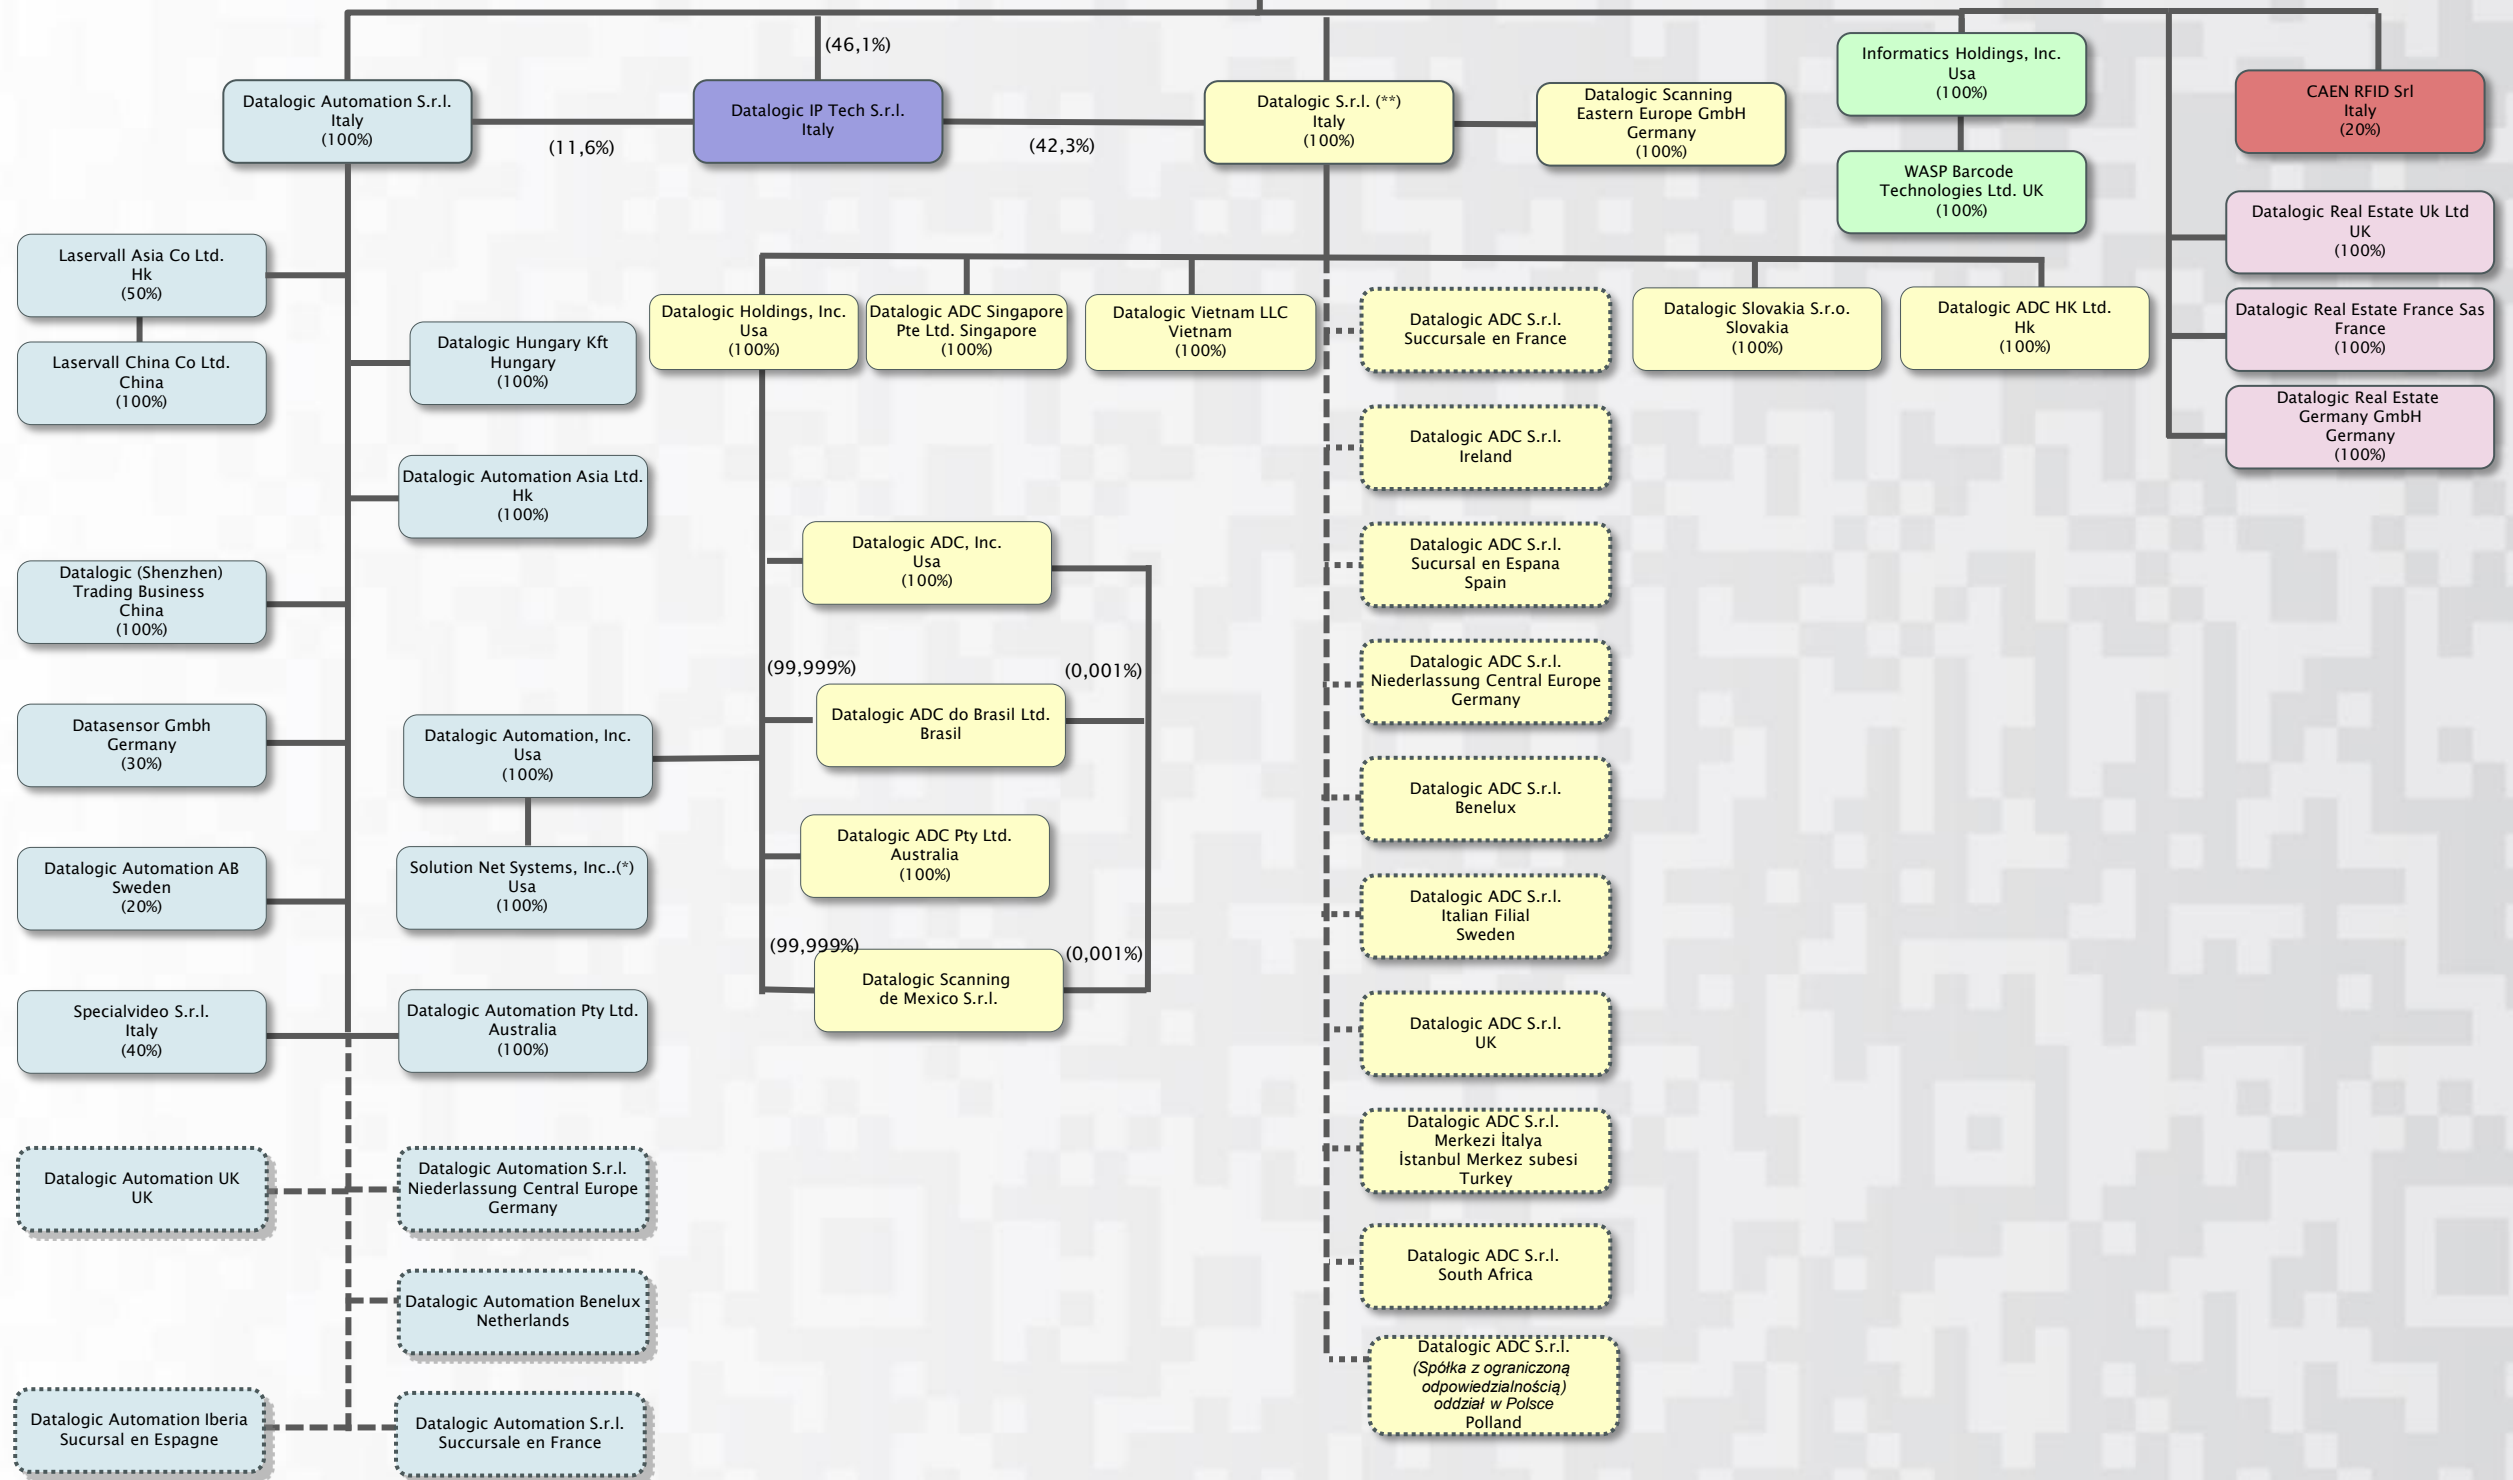 (46,1%)
Datalogic Automation S.r.l.
Italy
(100%)
(11,6%)
Datalogic IP Tech S.r.l.
Italy
(42,3%)
Datalogic S.r.l. (**)
Italy
(100%)
Datalogic Scanning
Eastern Europe GmbH
Germany
(100%)
Informatics Holdings, Inc.
Usa
(100%)
WASP Barcode
Technologies Ltd. UK
(100%)
CAEN RFID Srl
Italy
(20%)
Datalogic Real Estate Uk Ltd
UK
(100%)
Datalogic Real Estate France Sas
France
(100%)
Datalogic Real Estate
Germany GmbH
Germany
(100%)
Laservall Asia Co Ltd.
Hk
(50%)
Laservall China Co Ltd.
China
(100%)
Datalogic Hungary Kft
Hungary
(100%)
Datalogic Automation Asia Ltd.
Hk
(100%)
Datalogic (Shenzhen)
Trading Business
China
(100%)
Datasensor Gmbh
Germany
(30%)
Datalogic Automation, Inc.
Usa
(100%)
Datalogic Automation AB
Sweden
(20%)
Solution Net Systems, Inc..(*)
Usa
(100%)
Specialvideo S.r.l.
Italy
(40%)
Datalogic Automation Pty Ltd.
Australia
(100%)
Datalogic Automation UK
UK
Datalogic Automation S.r.l.
Niederlassung Central Europe
Germany
Datalogic Automation Benelux
Netherlands
Datalogic Automation Iberia
Sucursal en Espagne
Datalogic Automation S.r.l.
Succursale en France
Datalogic Holdings, Inc.
Usa
(100%)
Datalogic ADC Singapore
Pte Ltd. Singapore
(100%)
Datalogic Vietnam LLC
Vietnam
(100%)
Datalogic Slovakia S.r.o.
Slovakia
(100%)
Datalogic ADC HK Ltd.
Hk
(100%)
Datalogic ADC, Inc.
Usa
(100%)
(99,999%)
(0,001%)
Datalogic ADC do Brasil Ltd.
Brasil
Datalogic ADC Pty Ltd.
Australia
(100%)
(99,999%)
(0,001%)
Datalogic Scanning
de Mexico S.r.l.
Datalogic ADC S.r.l.
Succursale en France
Datalogic ADC S.r.l.
Ireland
Datalogic ADC S.r.l.
Sucursal en Espana
Spain
Datalogic ADC S.r.l.
Niederlassung Central Europe
Germany
Datalogic ADC S.r.l.
Benelux
Datalogic ADC S.r.l.
Italian Filial
Sweden
Datalogic ADC S.r.l.
UK
Datalogic ADC S.r.l.
Merkezi İtalya
İstanbul Merkez subesi
Turkey
Datalogic ADC S.r.l.
South Africa
Datalogic ADC S.r.l.
(Spółka z ograniczoną
odpowiedzialnością)
oddział w Polsce
Polland